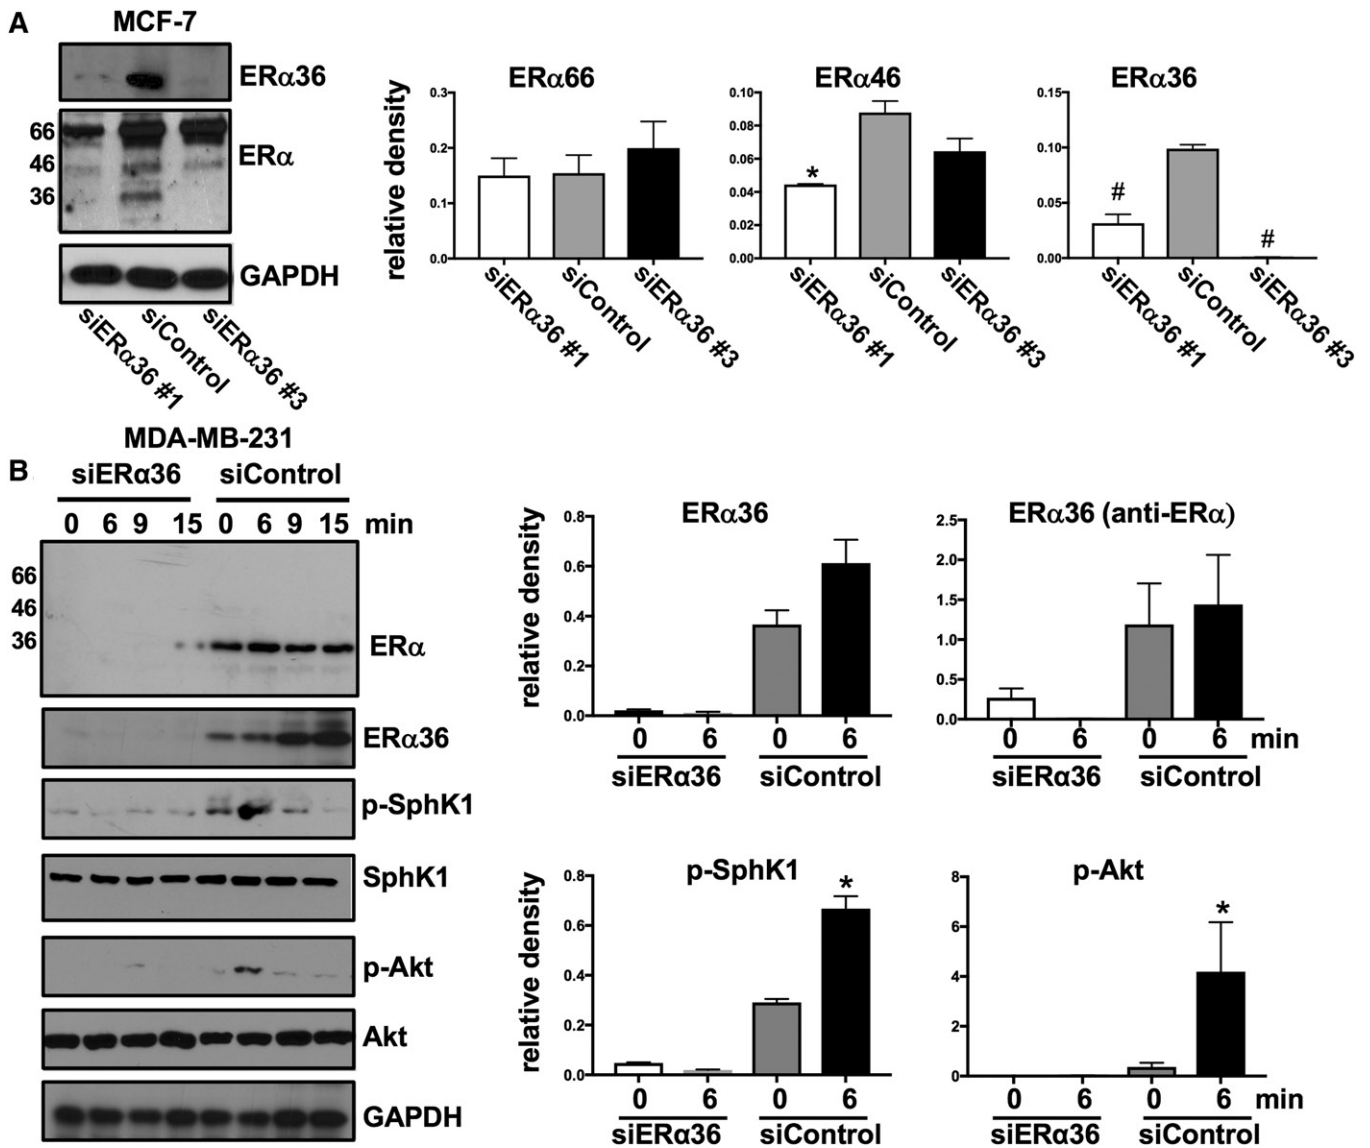 A
MCF-7
ERα36
66
46
36
ERα
GAPDH
siERα36 #1
siControl
siERα36 #3
relative density
ERα66
0.3
0.2
0.1
0.0
siERα36 #1
siControl
siERα36 #3
ERα46
0.10
0.08
0.06
0.04
0.02
0.00
*
siERα36 #1
siControl
siERα36 #3
ERα36
0.15
0.10
0.05
0.00
#
#
siERα36 #1
siControl
siERα36 #3
MDA-MB-231
B
siERα36 siControl
0 6 9 15 0 6 9 15 min
66
46
36
ERα
ERα36
p-SphK1
SphK1
p-Akt
Akt
GAPDH
relative density
ERα36
0.8
0.6
0.4
0.2
0.0
0 6 0 6
siERα36 siControl
ERα36 (anti-ERα)
2.5
2.0
1.5
1.0
0.5
0.0
0 6 0 6 min
siERα36 siControl
relative density
p-SphK1
0.8
0.6
0.4
0.2
0.0
*
0 6 0 6
siERα36 siControl
p-Akt
8
6
4
2
0
*
0 6 0 6 min
siERα36 siControl